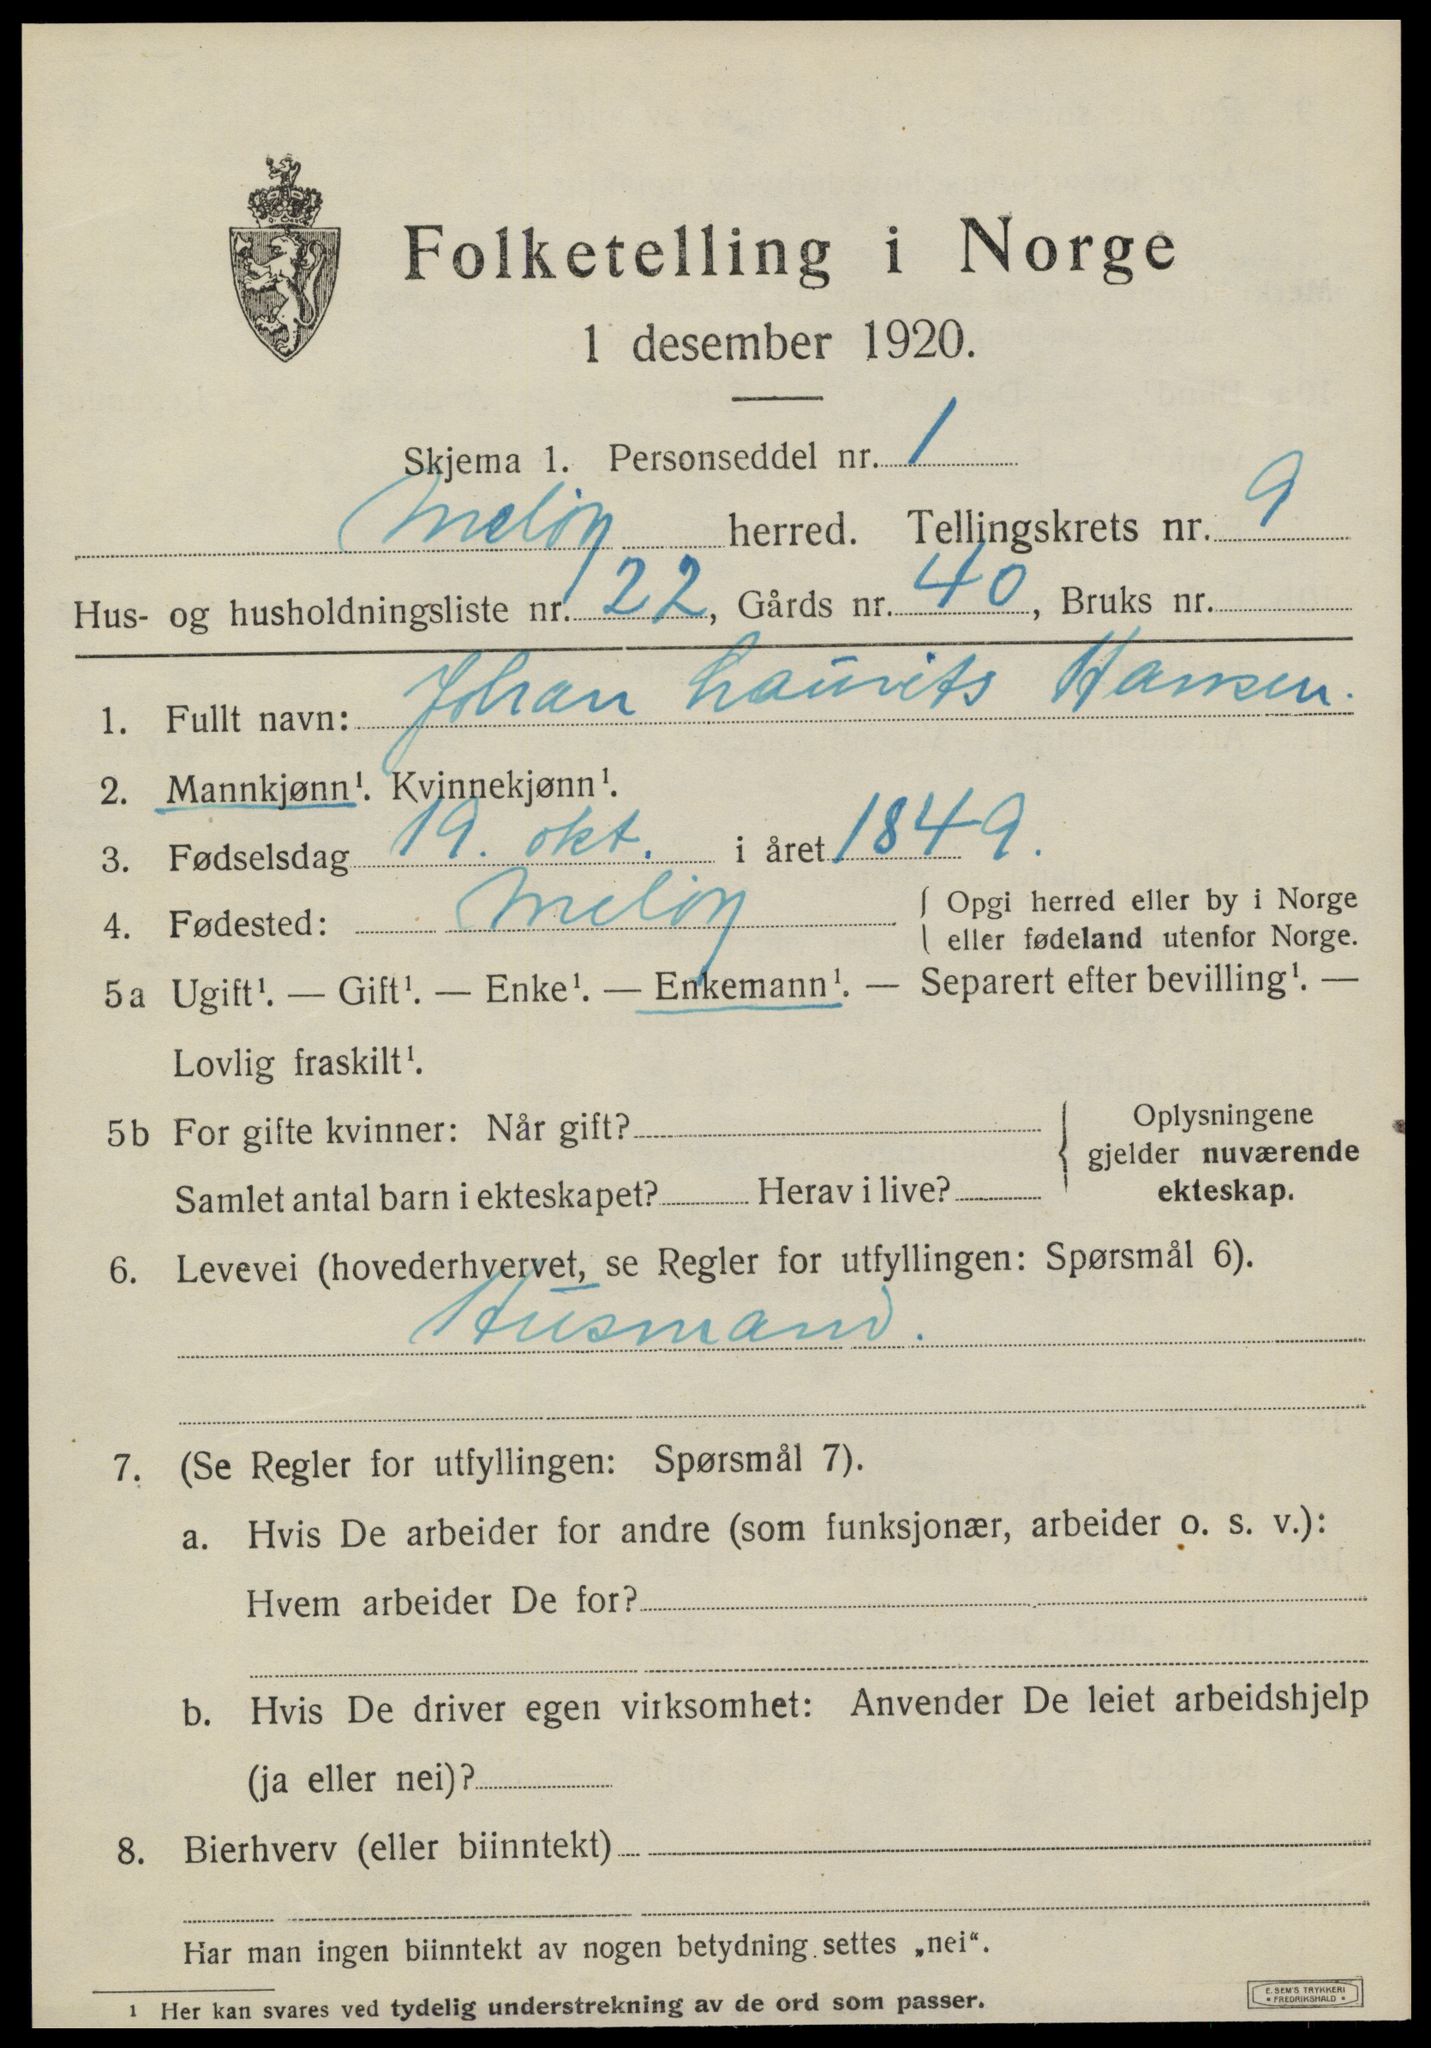 Folketelling i Norge
1 desember 1920.
Skjema 1. Personseddel nr. 1
Meløy herred. Tellingskrets nr. 9
Hus- og husholdningsliste nr. 22, Gårds nr. 40, Bruks nr.
1. Fullt navn: Johan Lauvits Hansen.
2. Mannkjønn¹. Kvinnekjønn¹.
3. Fødselsdag 19. okt. i året 1849.
4. Fødested: Meløy { Opgi herred eller by i Norge
eller fødeland utenfor Norge.
5a Ugift¹. — Gift¹. — Enke¹. — Enkemann¹. — Separert efter bevilling¹. —
Lovlig fraskilt¹.
5b For gifte kvinner: Når gift?
Samlet antal barn i ekteskapet? Herav i live?
{ Oplysningene
gjelder nuværende
ekteskap.
6. Levevei (hovederhvervet, se Regler for utfyllingen: Spørsmål 6).
Husmand.
7. (Se Regler for utfyllingen: Spørsmål 7).
a. Hvis De arbeider for andre (som funksjonær, arbeider o. s. v.):
Hvem arbeider De for?
b. Hvis De driver egen virksomhet: Anvender De leiet arbeidshjelp
(ja eller nei)?
8. Bierhverv (eller biinntekt)
Har man ingen biinntekt av nogen betydning settes „nei“.
¹ Her kan svares ved tydelig understrekning av de ord som passer.
E. SEM'S TRYKKERI
• FREDRIKSHALD •